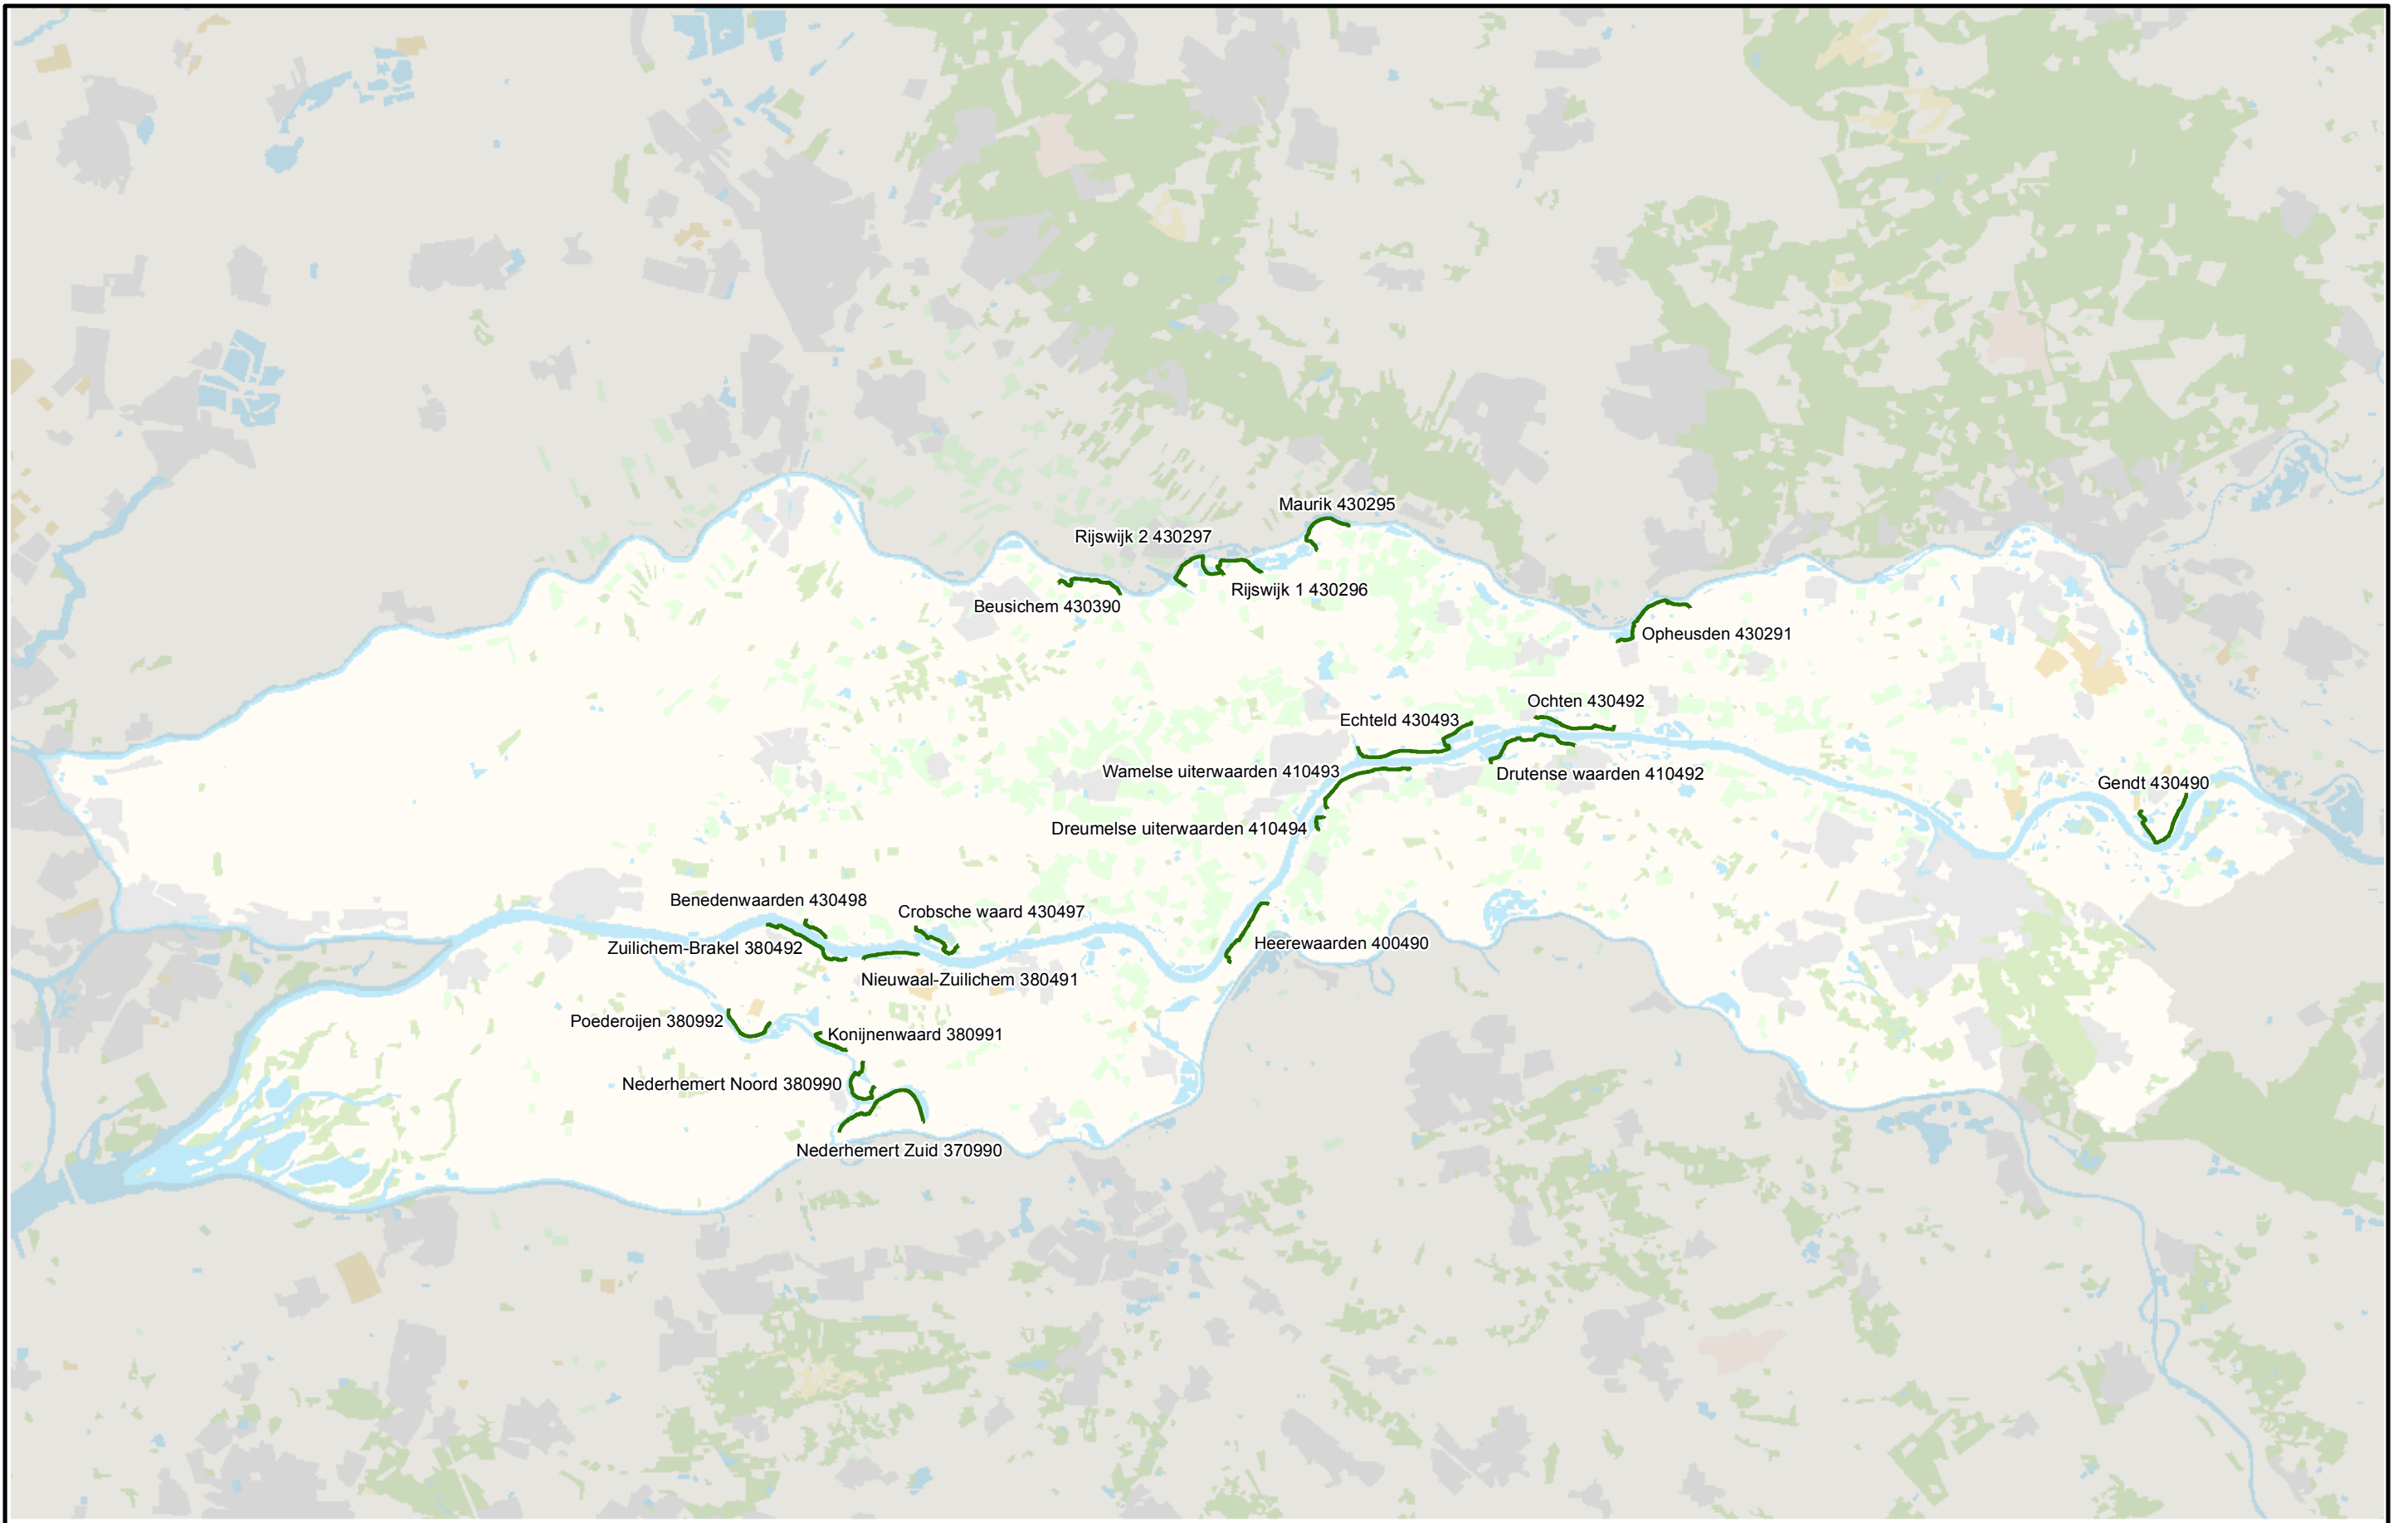 Maurik 430295
Rijswijk 2 430297
Rijswijk 1 430296
Beusichem 430390
Opheusden 430291
Ochten 430492
Echteld 430493
Wamelse uiterwaarden 410493
Drutense waarden 410492
Gendt 430490
Dreumelse uiterwaarden 410494
Benedenwaarden 430498
Crobsche waard 430497
Zuilichem-Brakel 380492
Heerewaarden 400490
Nieuwaal-Zuilichem 380491
Poederoijen 380992
Konijnenwaard 380991
Nederhemert Noord 380990
Nederhemert Zuid 370990